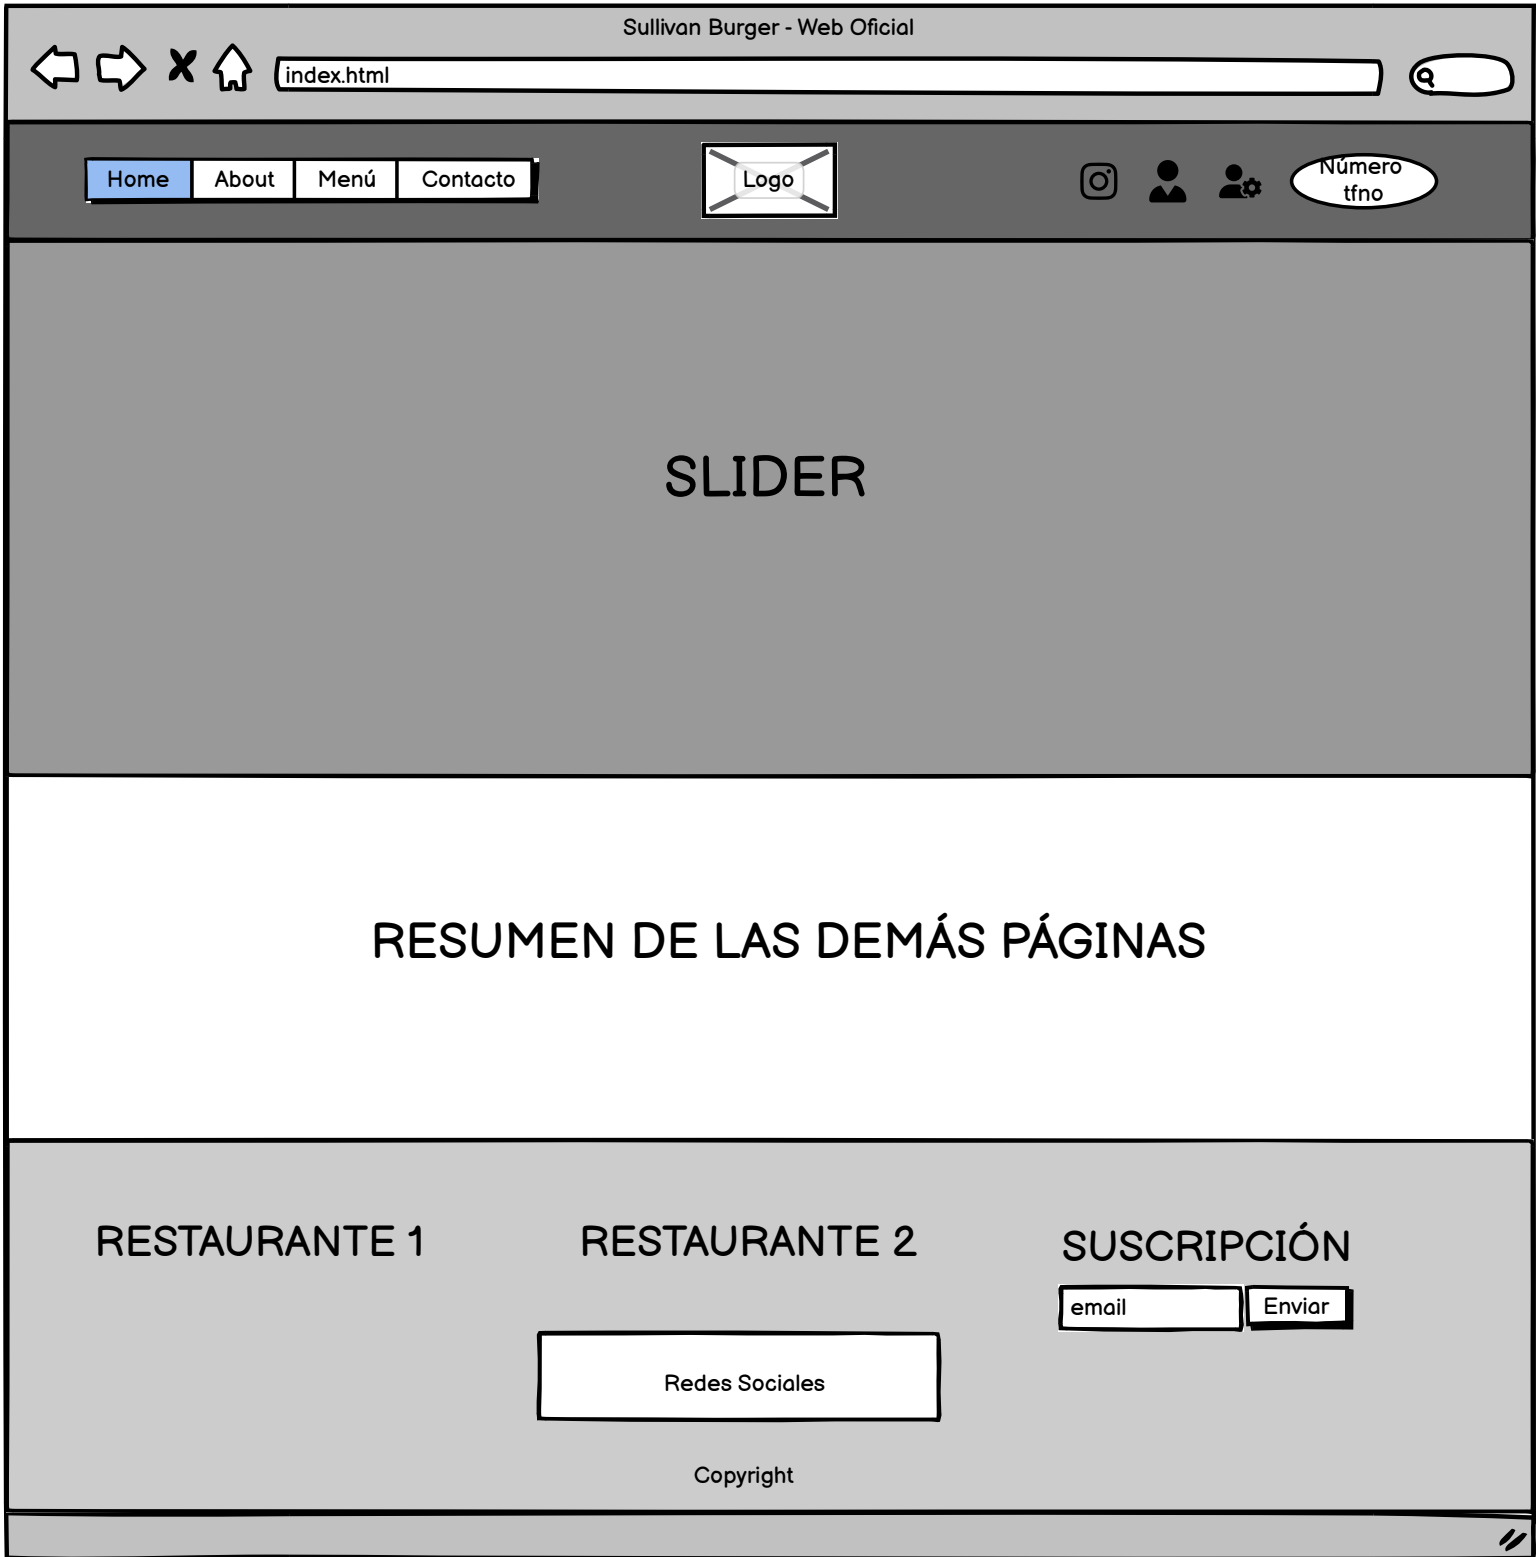 Sullivan Burger - Web Oficial
index.html
Home
About
Menú
Contacto
Logo
Número
tfno
SLIDER
RESUMEN DE LAS DEMÁS PÁGINAS
RESTAURANTE 1
RESTAURANTE 2
SUSCRIPCIÓN
email
Enviar
Redes Sociales
Copyright